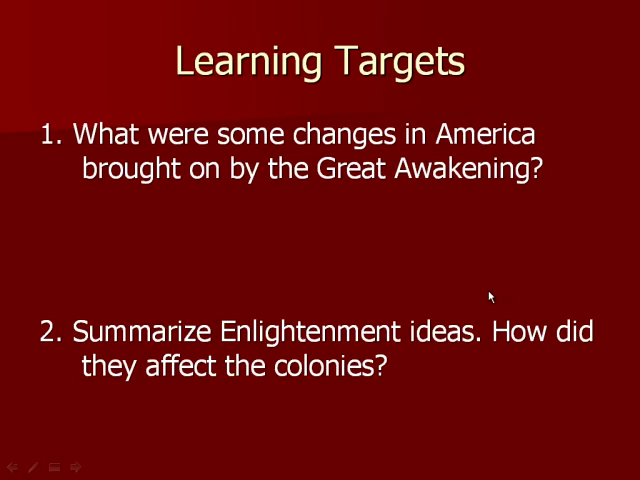 Learning Targets
1. What were some changes in America
brought on by the Great Awakening?
2. Summarize Enlightenment ideas. How did
they affect the colonies?